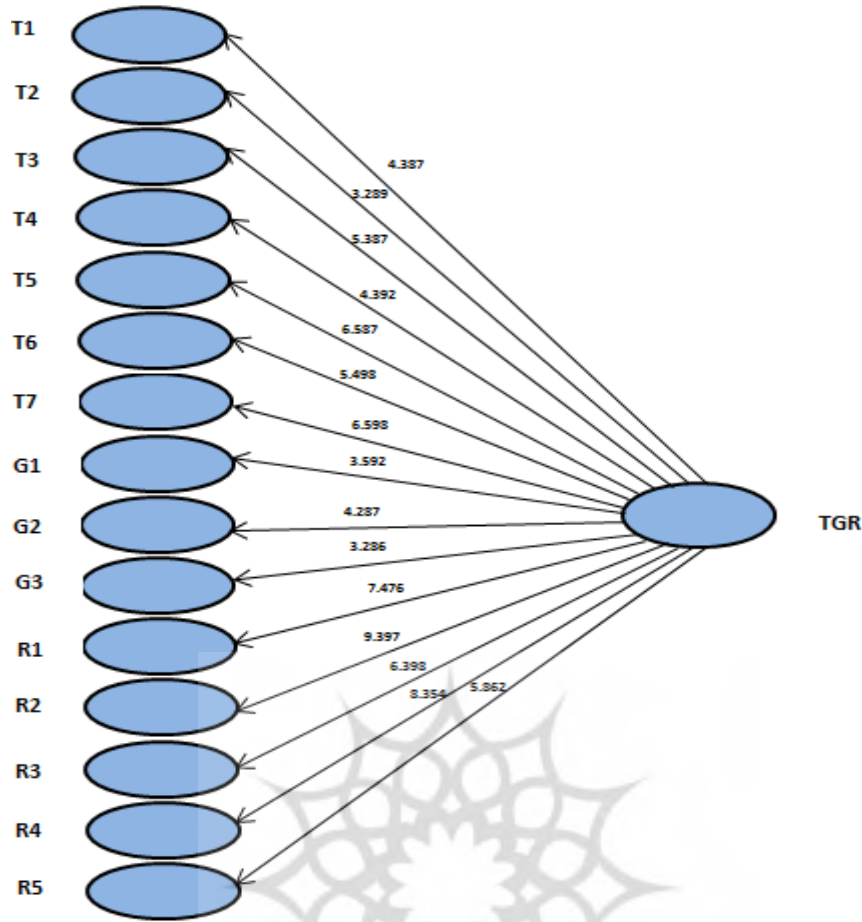 T1
T2
T3
T4
T5
T6
T7
G1
G2
G3
R1
R2
R3
R4
R5
4.387
3.289
5.387
4.392
6.587
5.498
6.598
3.592
4.287
3.286
7.476
9.397
6.398
8.354
5.862
TGR